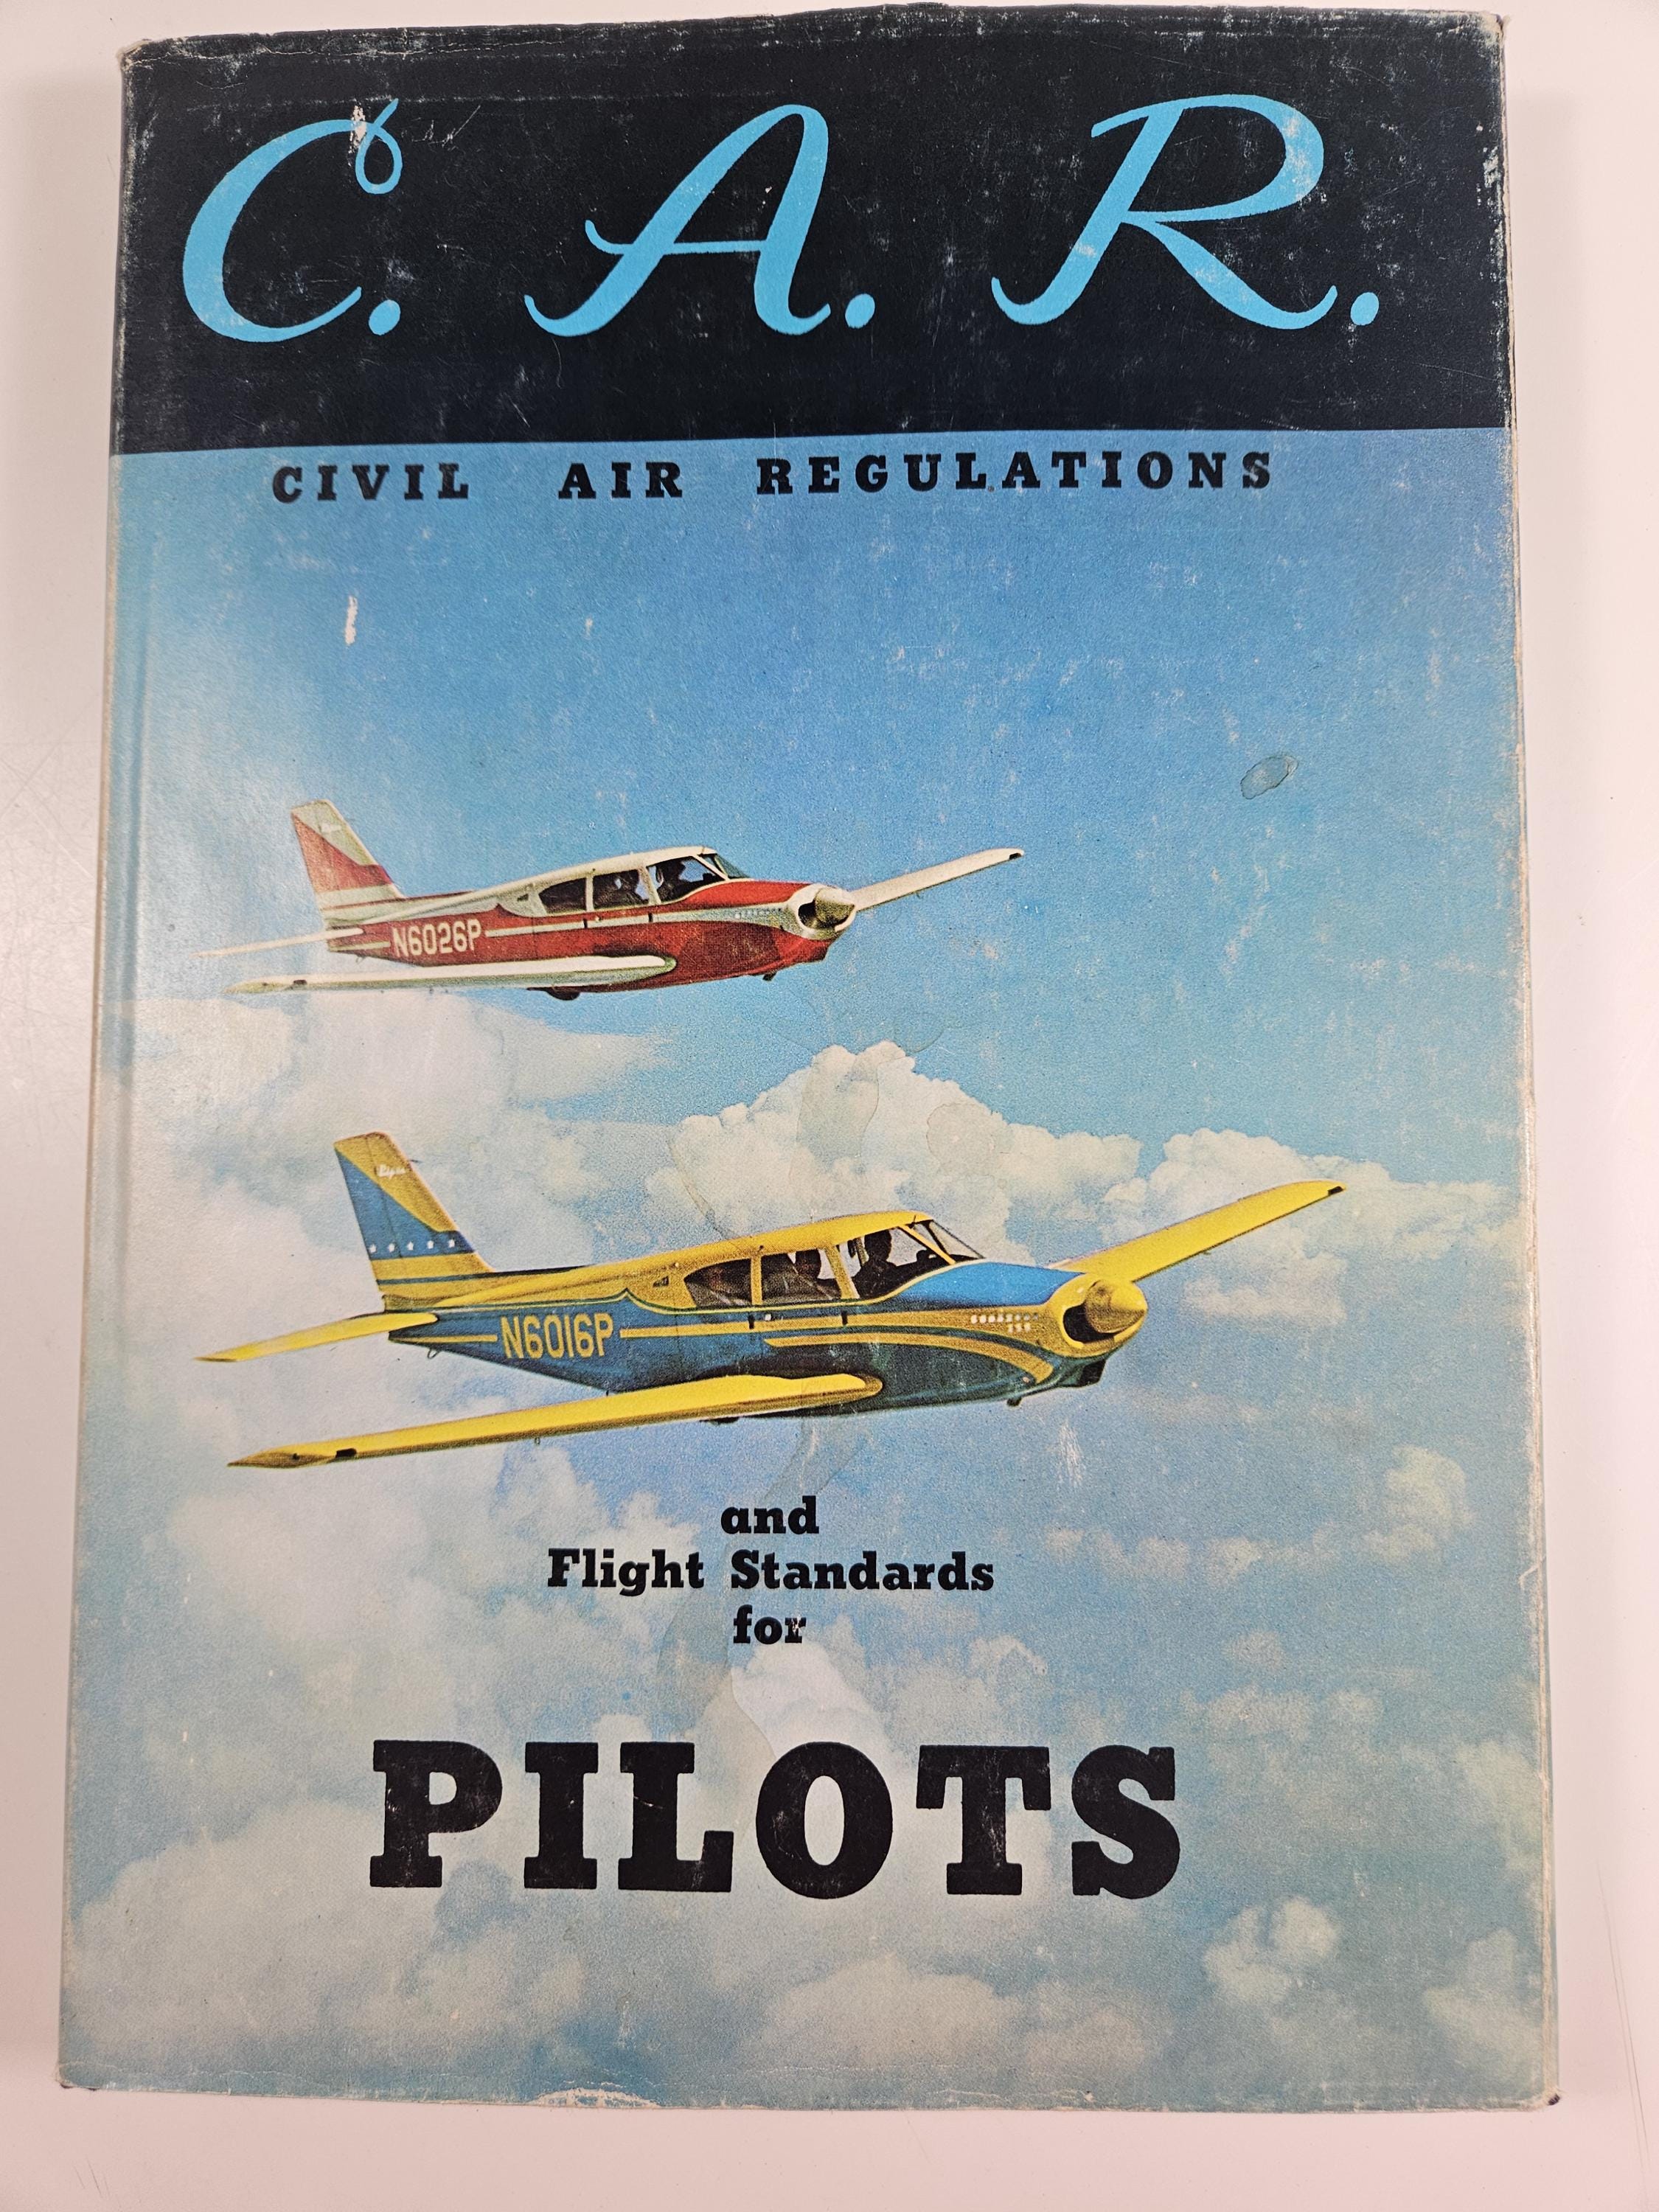 C. A. R.
CIVIL AIR REGULATIONS
N6026P
N6016P
and
Flight Standards
for
PILOTS